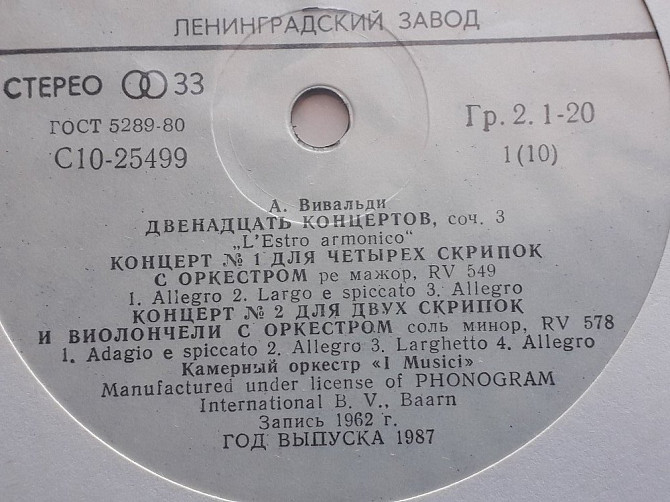 ЛЕНИНГРАДСКИЙ ЗАВОД
СТЕРЕО 33
Гр. 2. 1-20
ГОСТ 5289-80
1 (10)
С10-25499
А. Вивальди
ДВЕНАДЦАТЬ КОНЦЕРТОВ, соч. 3
„L'Estro armonico“
КОНЦЕРТ № 1 ДЛЯ ЧЕТЫРЕХ СКРИПОК
С ОРКЕСТРОМ ре мажор, RV 549
1. Allegro 2. Largo e spiccato 3. Allegro
КОНЦЕРТ № 2 ДЛЯ ДВУХ СКРИПОК
И ВИОЛОНЧЕЛИ С ОРКЕСТРОМ соль минор, RV 578
1. Adagio e spiccato 2. Allegro 3. Larghetto 4. Allegro
Камерный оркестр «I Musici»
Manufactured under license of PHONOGRAM
International B. V., Baarn
Запись 1962 г.
ГОД ВЫПУСКА 1987